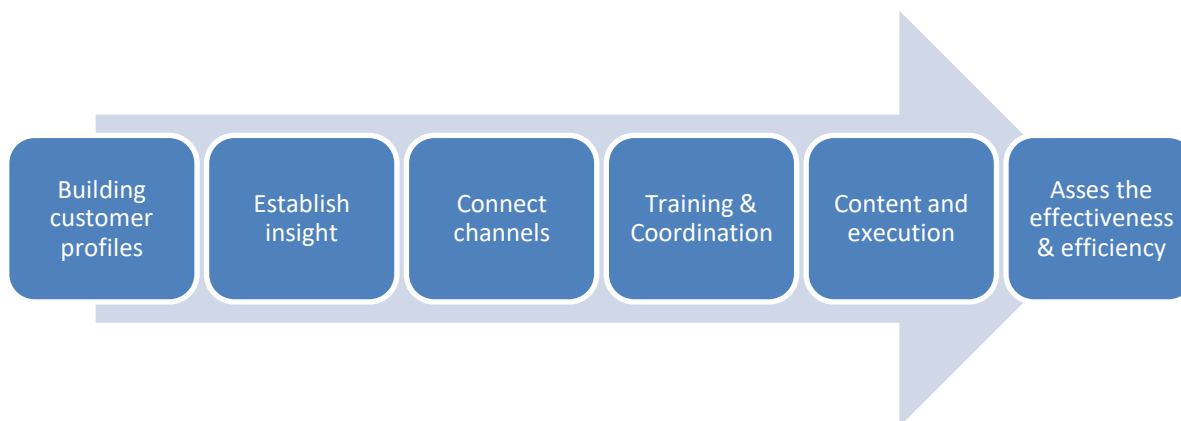 Building
customer
profiles
Establish
insight
Connect
channels
Training &
Coordination
Content and
execution
Asses the
effectiveness
& efficiency